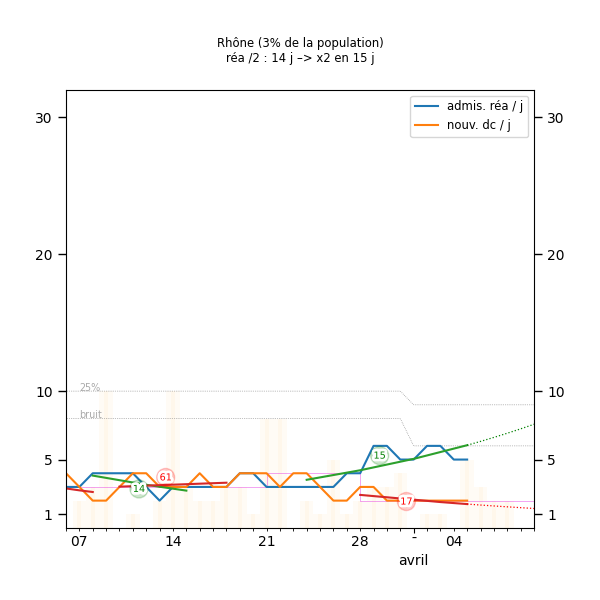 Rhône (3% de la population)
réa /2 : 14 j –> x2 en 15 j
admis. réa / j
nouv. dc / j
30 30
20 20
10 10
25%
bruit
5 5
15
61
14
17
1 1
07 14 21 28 - 04
avril